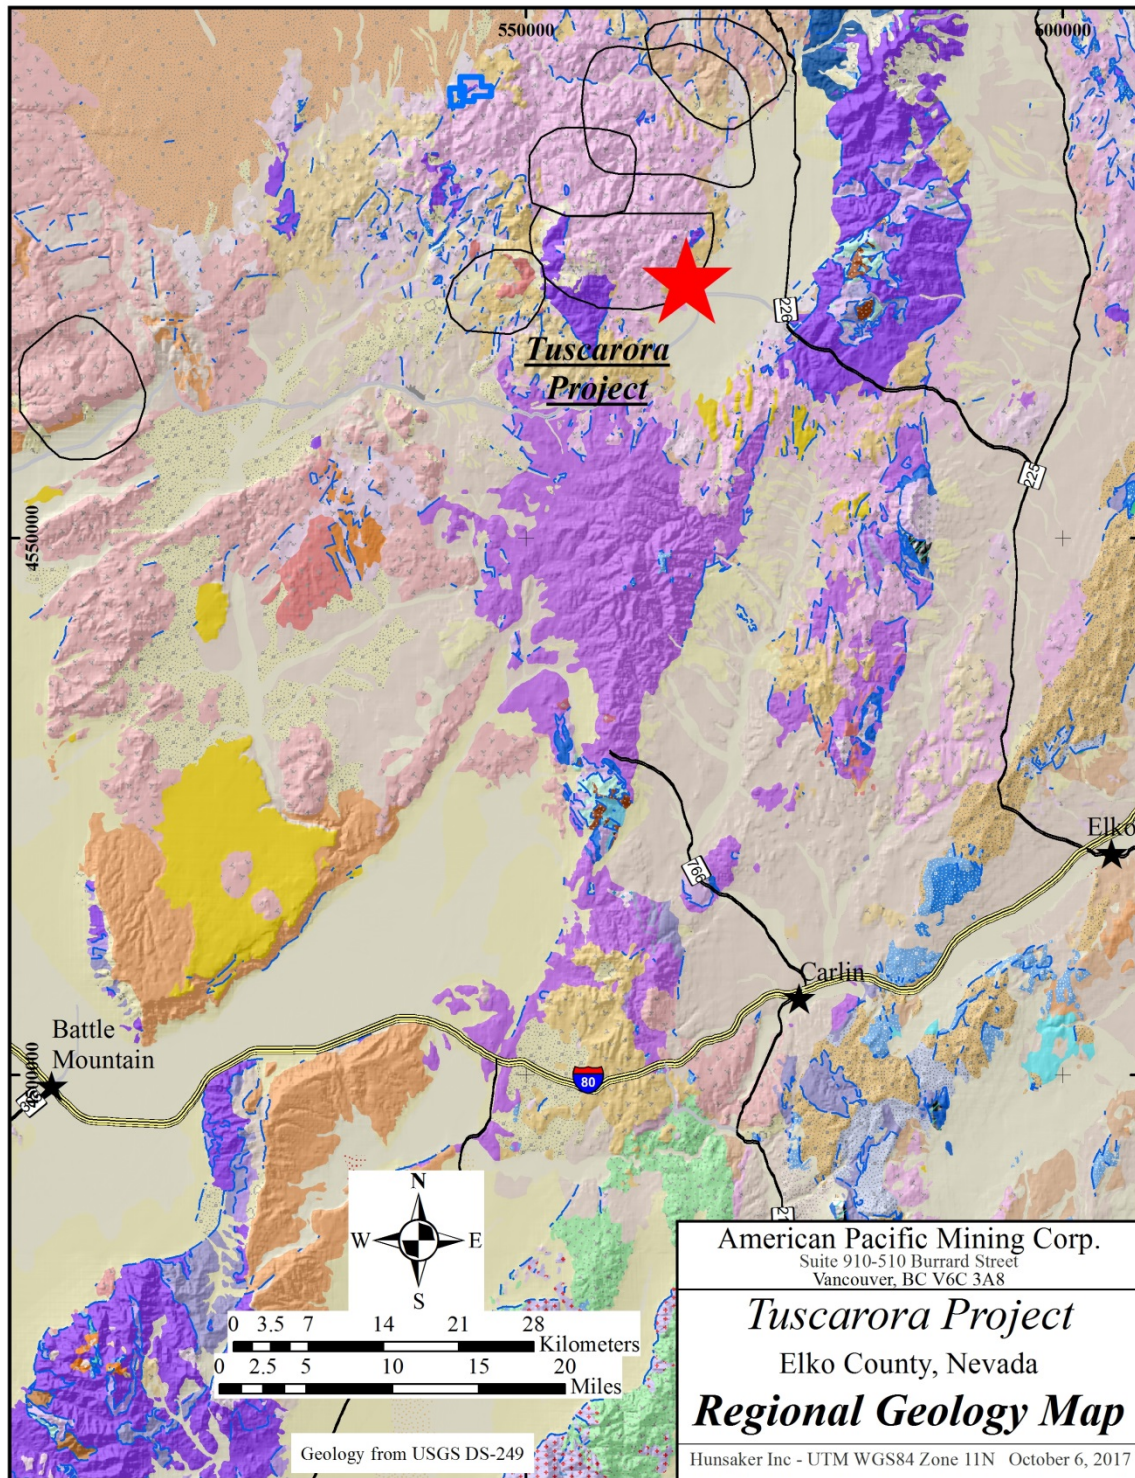 550000
600000
226
Tuscarora
Project
225
4550000
Elko
766
Carlin
Battle
Mountain
4500000
80
N
W
E
S
0 3.5 7 14 21 28
Kilometers
0 2.5 5 10 15 20
Miles
Geology from USGS DS-249
American Pacific Mining Corp.
Suite 910-510 Burrard Street
Vancouver, BC V6C 3A8
Tuscarora Project
Elko County, Nevada
Regional Geology Map
Hunsaker Inc - UTM WGS84 Zone 11N October 6, 2017